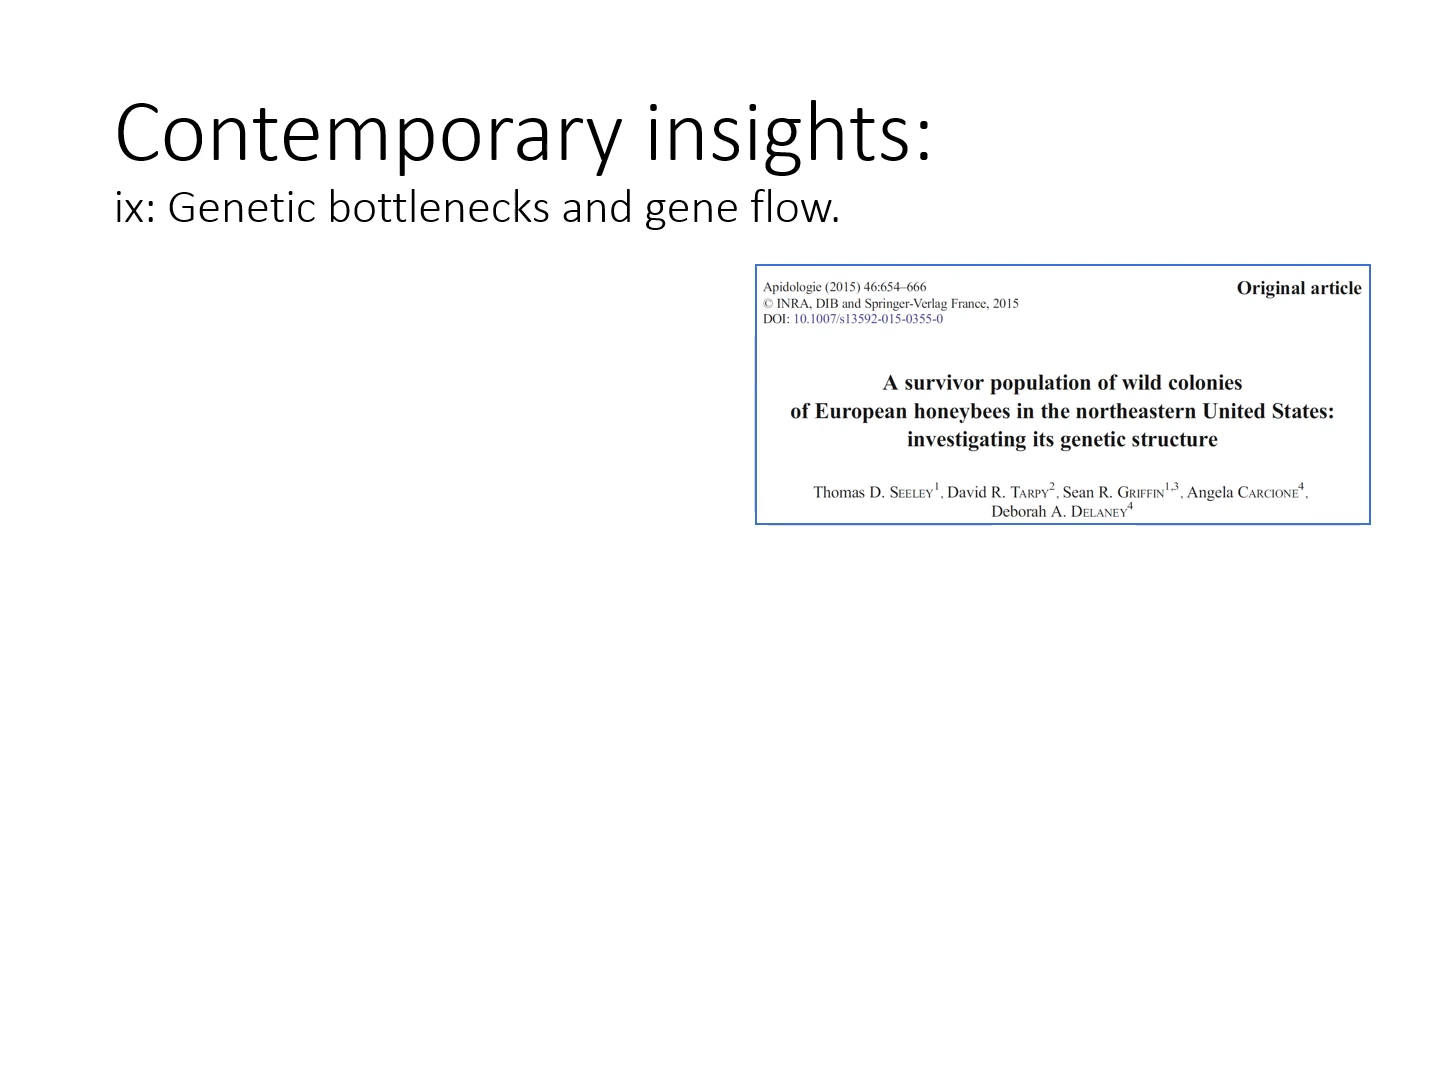 Contemporary insights:
ix: Genetic bottlenecks and gene flow.
Apidologie (2015) 46:654–666
Original article
© INRA, DIB and Springer-Verlag France, 2015
DOI: 10.1007/s13592-015-0355-0
A survivor population of wild colonies
of European honeybees in the northeastern United States:
investigating its genetic structure
Thomas D. SEELEY1, David R. TARPY2, Sean R. GRIFFIN1,3, Angela CARCIONE4,
Deborah A. DELANEY4